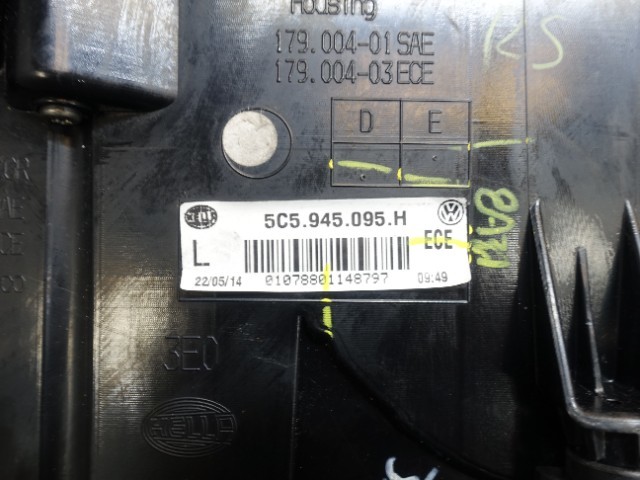 Housing
179.004-01 SAE
179.004-03 ECE
D E
5C5.945.095.H
L ECE
22/05/14 01078801148797 09:49
3E0
HELLA